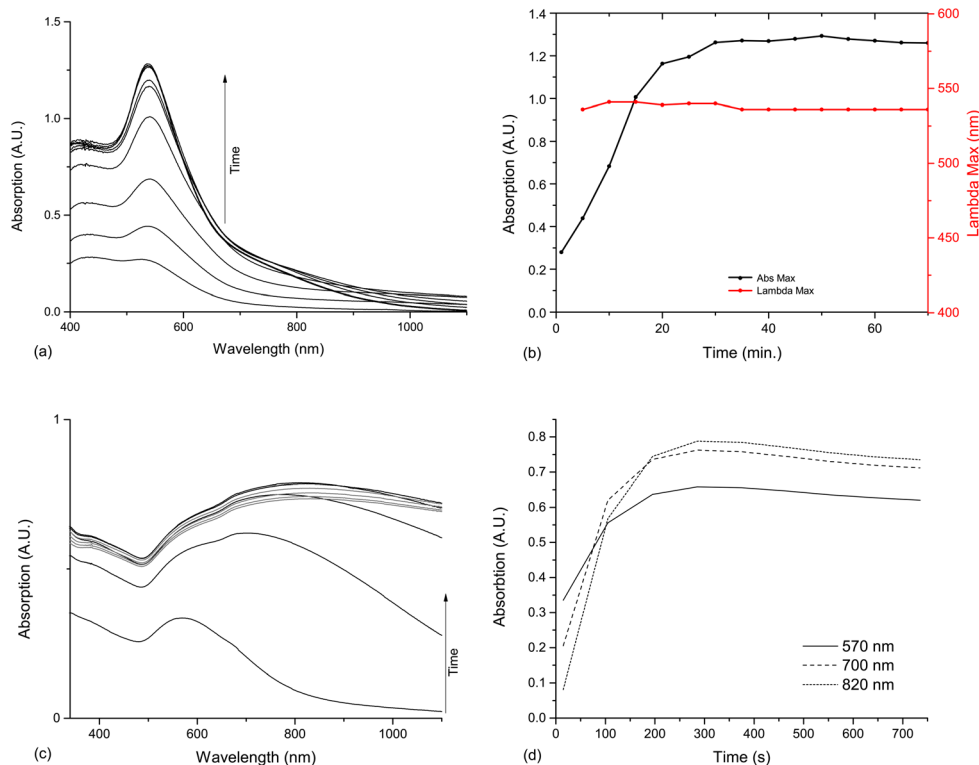 1.5
1.0
0.5
0.0
Absorption (A.U.)
400
600
800
1000
Wavelength (nm)
Time
(a)
1.4
1.2
1.0
0.8
0.6
0.4
0.2
0.0
Absorption (A.U.)
0
20
40
60
Time (min.)
600
550
500
450
400
Lambda Max (nm)
Abs Max
Lambda Max
(b)
1
0
Absorption (A.U.)
400
600
800
1000
Wavelength (nm)
Time
(c)
0.8
0.7
0.6
0.5
0.4
0.3
0.2
0.1
0.0
Absorbtion (A.U.)
0
100
200
300
400
500
600
700
Time (s)
570 nm
700 nm
820 nm
(d)